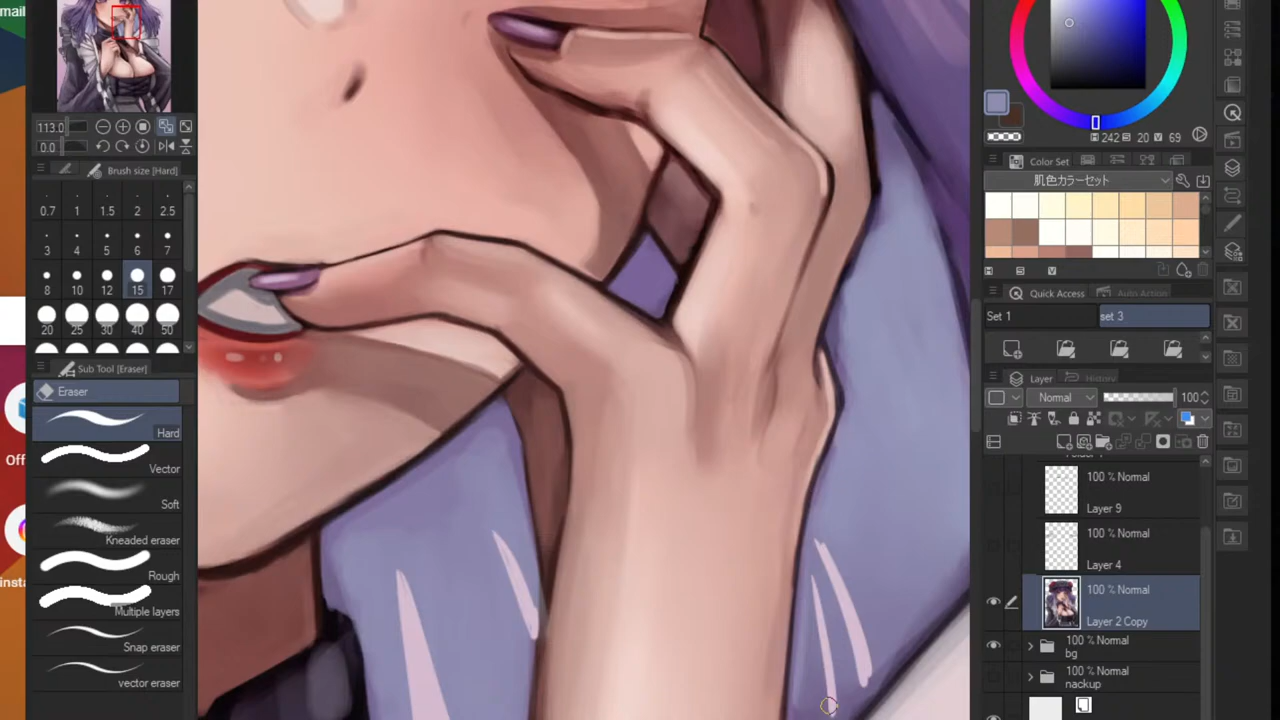 mail
113.0
0.0
Brush size [Hard]
0.7 1 1.5 2 2.5
3 4 5 6 7
8 10 12 15 17
20 25 30 40 50
Sub Tool [Eraser]
Eraser
Hard
Vector
Soft
Kneaded eraser
Rough
Multiple layers
Snap eraser
vector eraser
Off
insta
H 242 S 20 V 69
Color Set
肌色カラーセット
Quick Access Auto Action
Set 1 set 3
Layer History
Normal 100
100 % Normal
Layer 9
100 % Normal
Layer 4
100 % Normal
Layer 2 Copy
100 % Normal
bg
100 % Normal
nackup